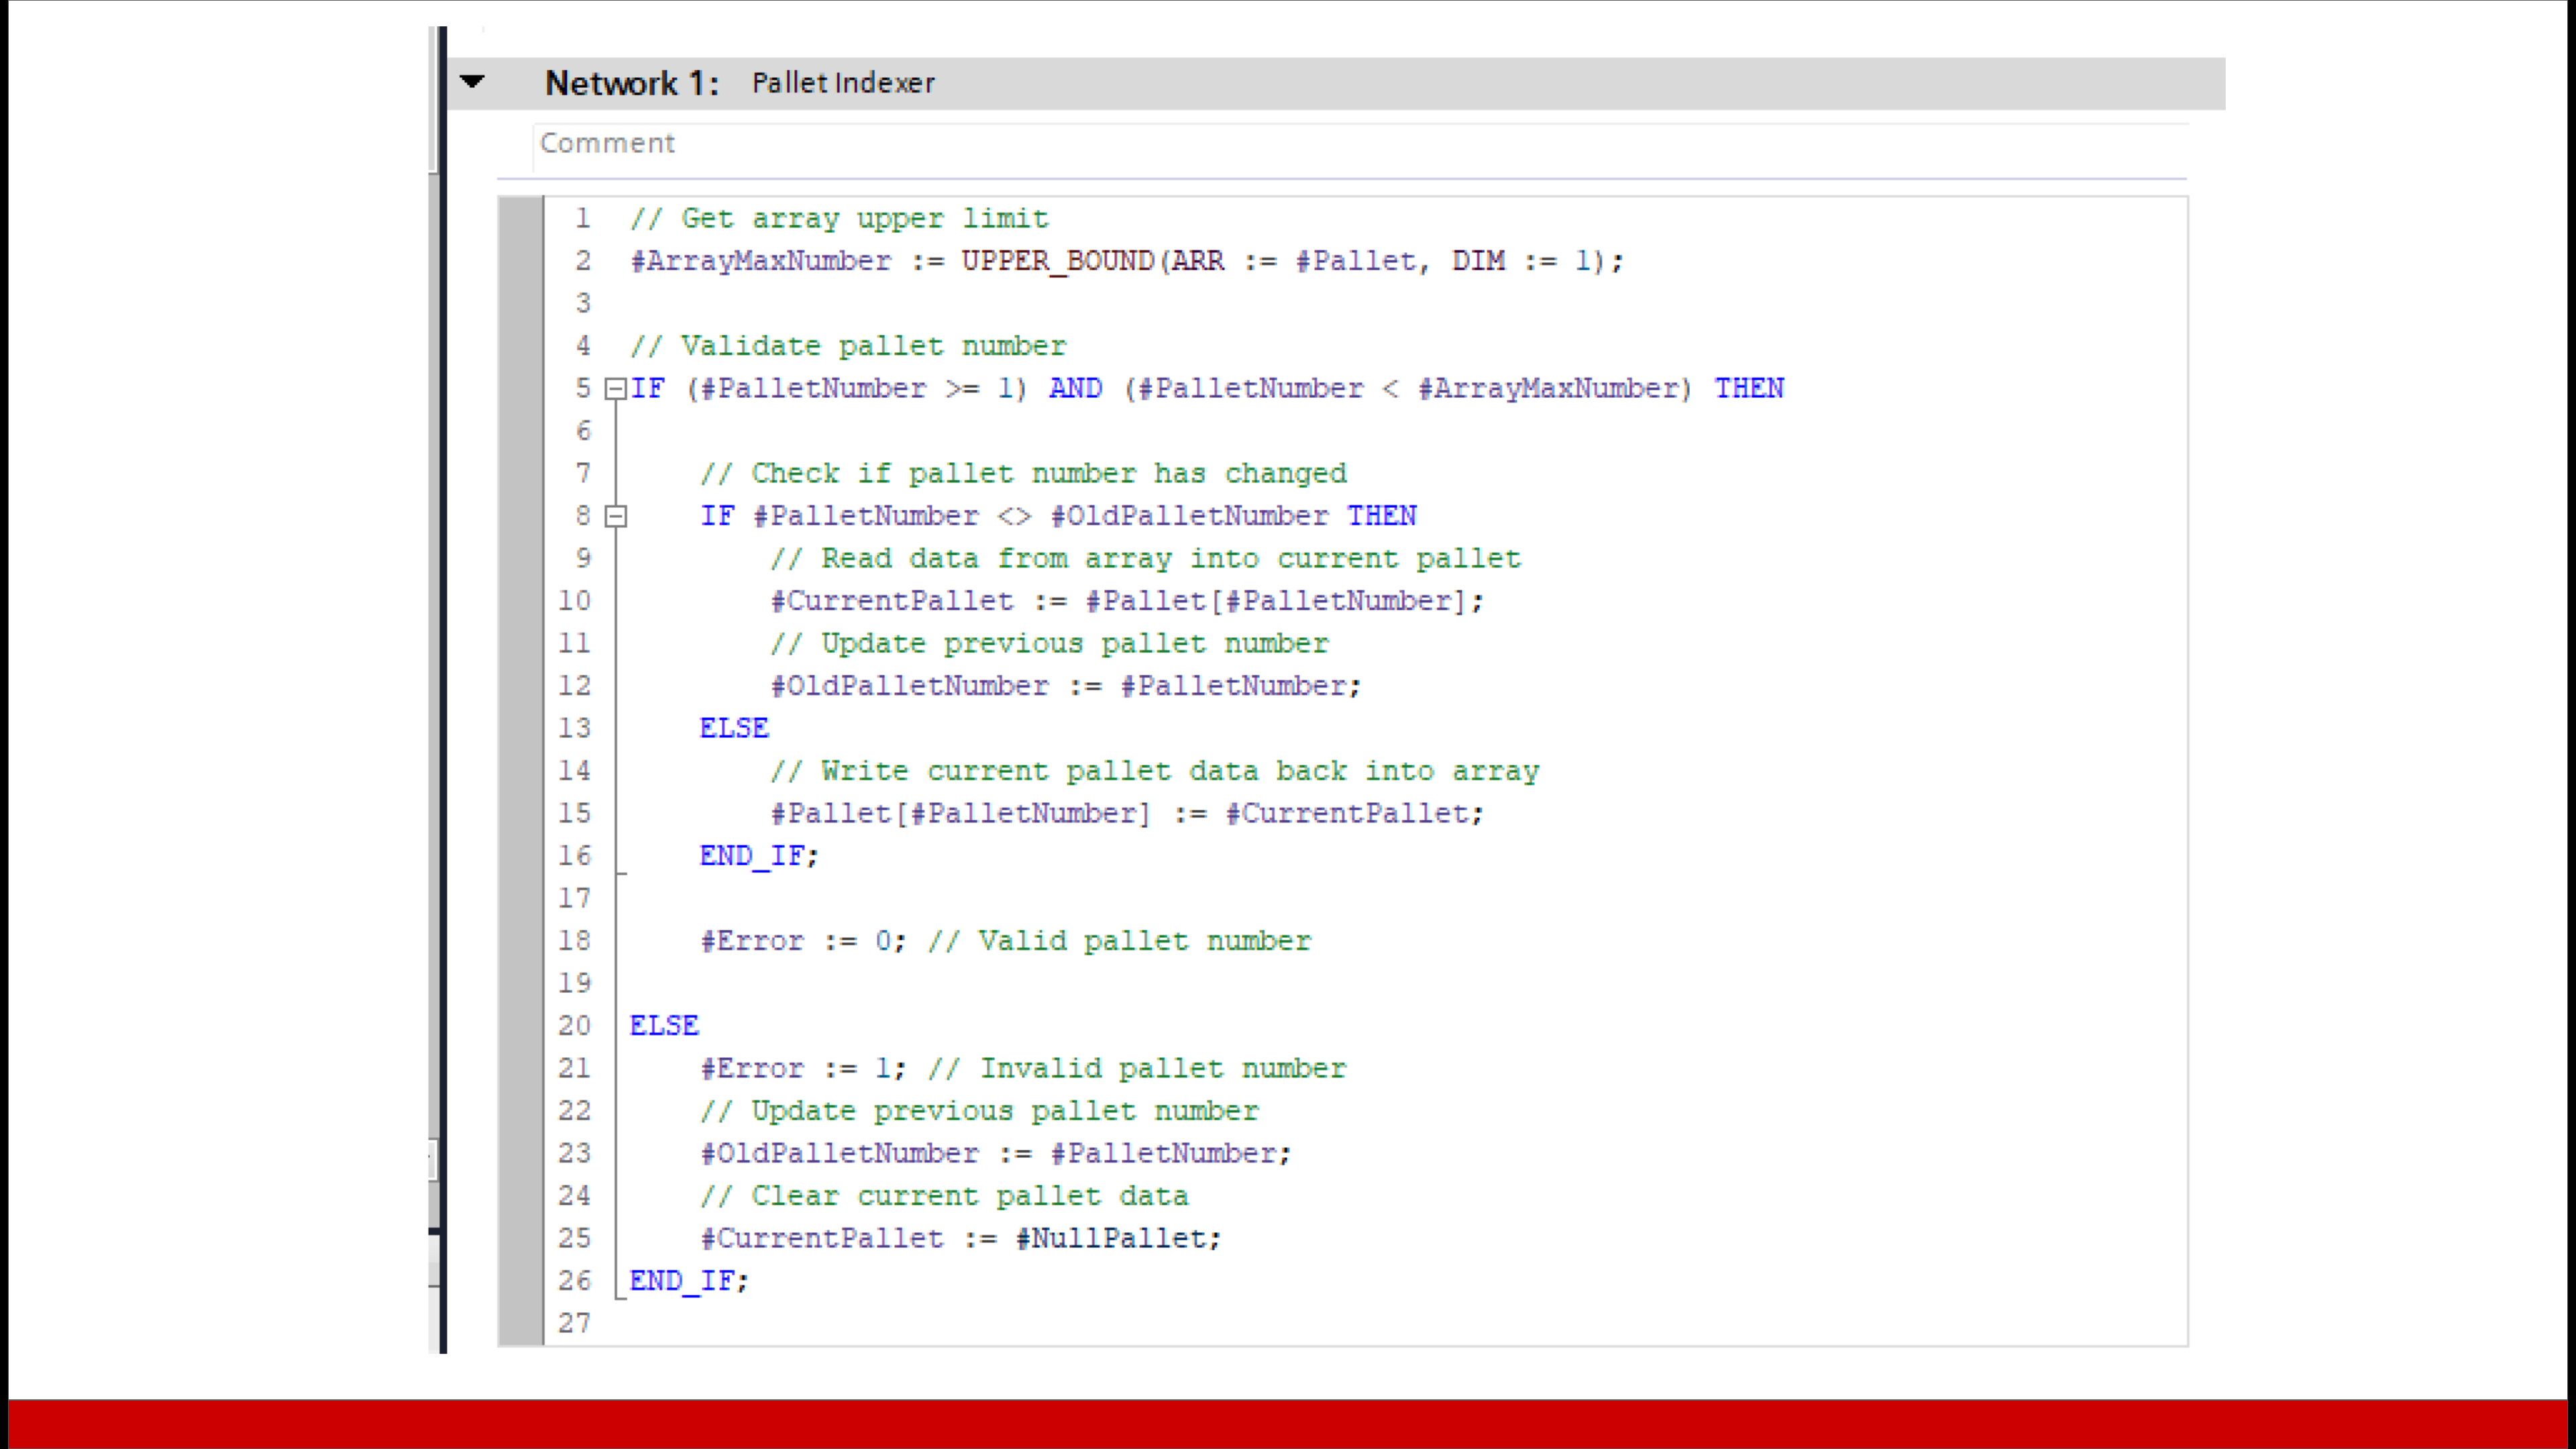 Network 1: Pallet Indexer
Comment
1 // Get array upper limit
2 #ArrayMaxNumber := UPPER_BOUND(ARR := #Pallet, DIM := 1);
3
4 // Validate pallet number
5 IF (#PalletNumber >= 1) AND (#PalletNumber < #ArrayMaxNumber) THEN
6
7 // Check if pallet number has changed
8 IF #PalletNumber <> #OldPalletNumber THEN
9 // Read data from array into current pallet
10 #CurrentPallet := #Pallet[#PalletNumber];
11 // Update previous pallet number
12 #OldPalletNumber := #PalletNumber;
13 ELSE
14 // Write current pallet data back into array
15 #Pallet[#PalletNumber] := #CurrentPallet;
16 END_IF;
17
18 #Error := 0; // Valid pallet number
19
20 ELSE
21 #Error := 1; // Invalid pallet number
22 // Update previous pallet number
23 #OldPalletNumber := #PalletNumber;
24 // Clear current pallet data
25 #CurrentPallet := #NullPallet;
26 END_IF;
27